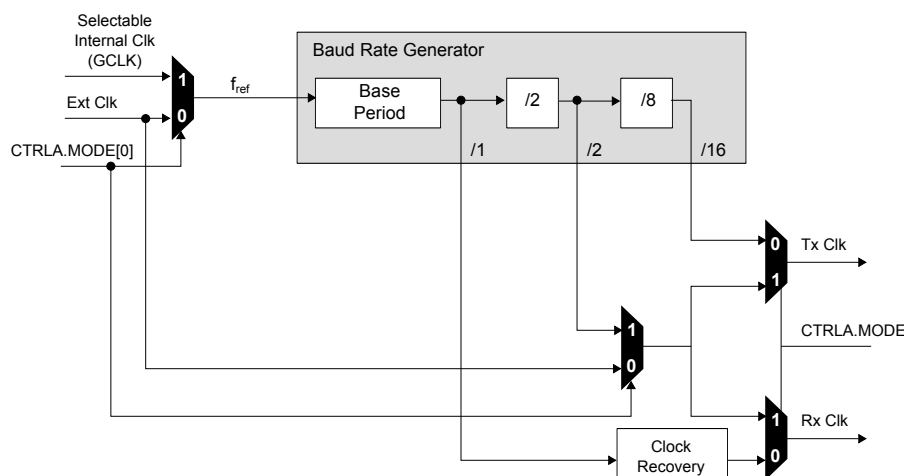 Selectable
Internal Clk
(GCLK)
Baud Rate Generator
1
0
fref
Base
Period
/2
/8
Ext Clk
CTRLA.MODE[0]
/1
/2
/16
0
1
Tx Clk
1
0
CTRLA.MODE
1
0
Rx Clk
Clock
Recovery